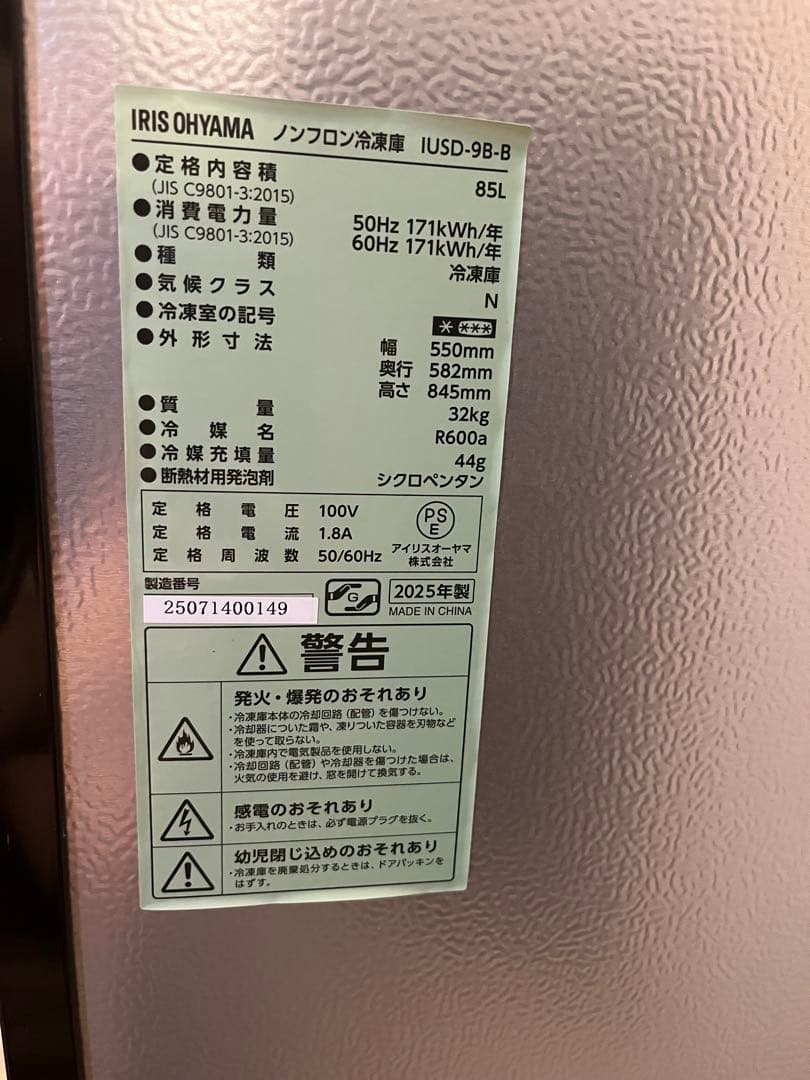 IRIS OHYAMA ノンフロン冷凍庫 IUSD-9B-B
●定格内容積 85L
(JIS C9801-3:2015)
●消費電力量 50Hz 171kWh/年
(JIS C9801-3:2015) 60Hz 171kWh/年
●種類 冷凍庫
●気候クラス N
●冷凍室の記号 * ***
●外形寸法 幅 550mm
奥行 582mm
高さ 845mm
●質量 32kg
●冷媒名 R600a
●冷媒充填量 44g
●断熱材用発泡剤 シクロペンタン
定格電圧 100V
定格電流 1.8A
定格周波数 50/60Hz
PSE
アイリスオーヤマ
株式会社
製造番号
25071400149
G
2025年製
MADE IN CHINA
警告
発火・爆発のおそれあり
・冷凍庫本体の冷却回路（配管）を傷つけない。
・冷却器についた霜や、凍りついた容器を刃物など
を使って取らない。
・冷凍庫内で電気製品を使用しない。
・冷却回路（配管）や冷却器を傷つけた場合は、
火気の使用を避け、窓を開けて換気する。
感電のおそれあり
・お手入れのときは、必ず電源プラグを抜く。
幼児閉じ込めのおそれあり
・冷凍庫を廃棄処分するときは、ドアパッキンを
はずす。